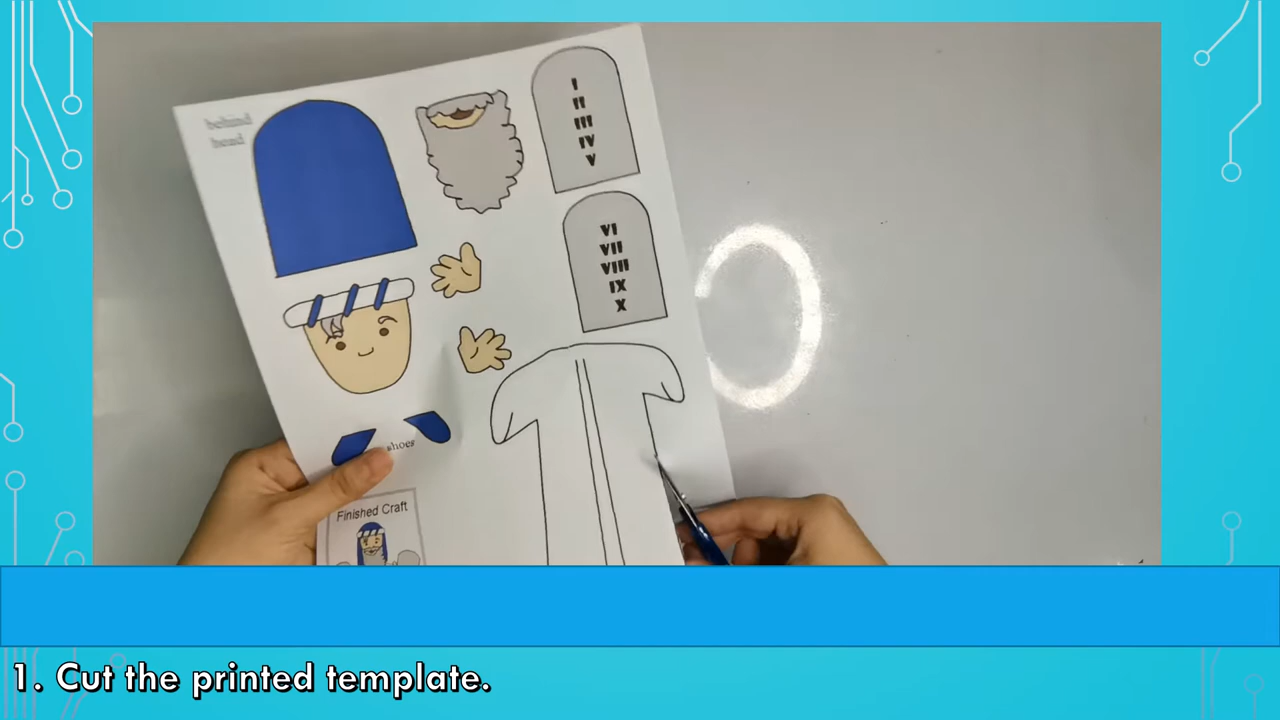 behind
head
I
II
III
IV
V
VI
VII
VIII
IX
X
shoes
Finished Craft
1. Cut the printed template.